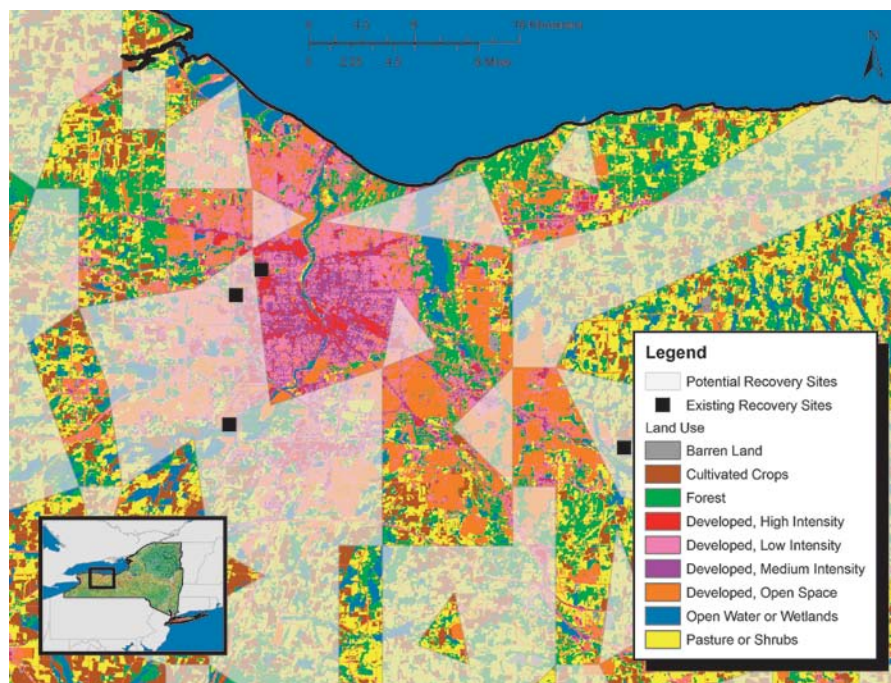 N
Legend
Potential Recovery Sites
Existing Recovery Sites
Land Use
Barren Land
Cultivated Crops
Forest
Developed, High Intensity
Developed, Low Intensity
Developed, Medium Intensity
Developed, Open Space
Open Water or Wetlands
Pasture or Shrubs